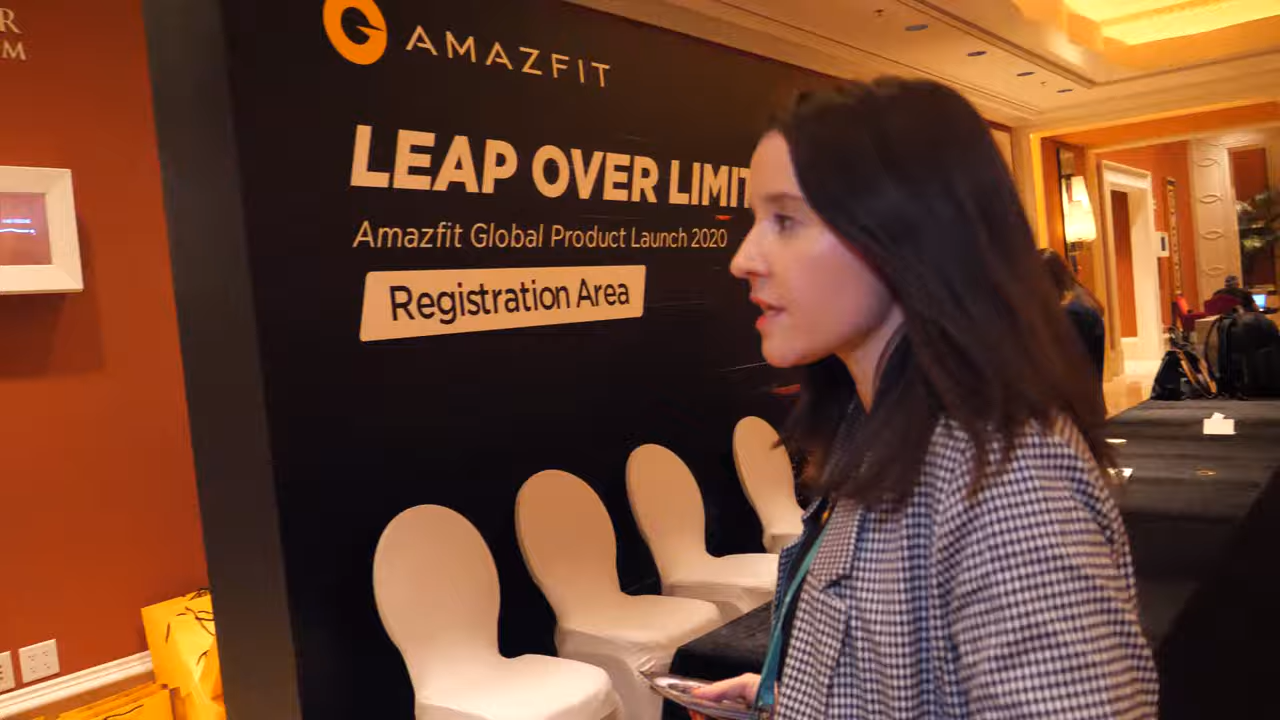 R
M
AMAZFIT
LEAP OVER LIMIT
Amazfit Global Product Launch 2020
Registration Area